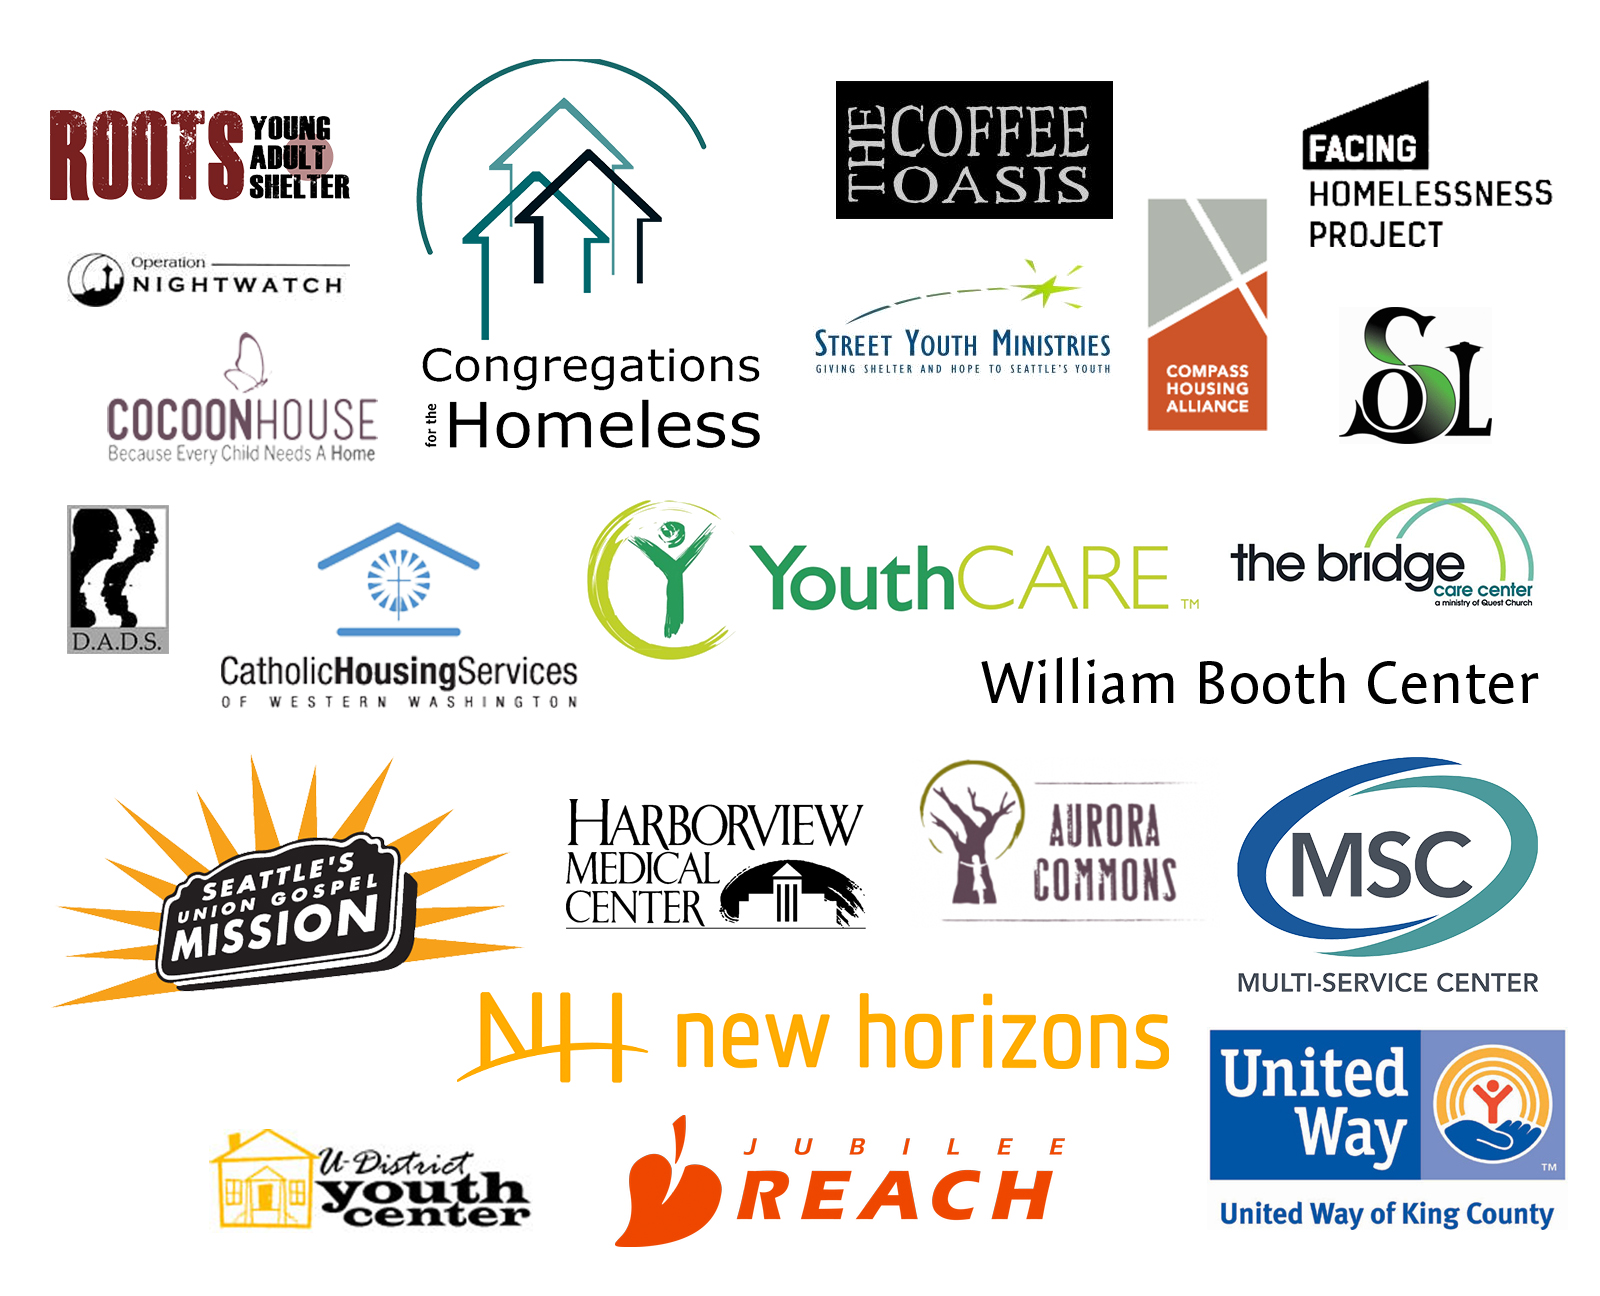 ROOTS
YOUNG
ADULT
SHELTER
Operation
NIGHTWATCH
COCOONHOUSE
Because Every Child Needs A Home
Congregations
for the
Homeless
THE
COFFEE
OASIS
STREET YOUTH MINISTRIES
GIVING SHELTER AND HOPE TO SEATTLE'S YOUTH
COMPASS
HOUSING
ALLIANCE
FACING
HOMELESSNESS
PROJECT
SOL
D.A.D.S.
CatholicHousingServices
OF WESTERN WASHINGTON
YouthCARE TM
the bridge
care center
a ministry of Quest Church
William Booth Center
SEATTLE'S
UNION GOSPEL
MISSION
HARBORVIEW
MEDICAL
CENTER
AURORA
COMMONS
MSC
MULTI-SERVICE CENTER
NH new horizons
United
Way
TM
United Way of King County
U-District
youth
center
JUBILEE
REACH